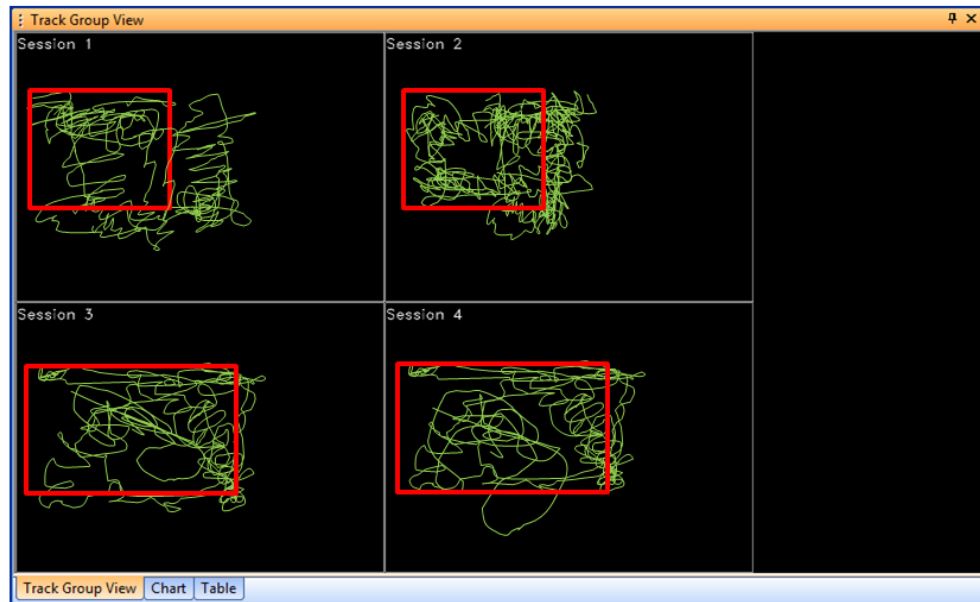 Track Group View
Session 1
Session 2
Session 3
Session 4
Track Group View Chart Table